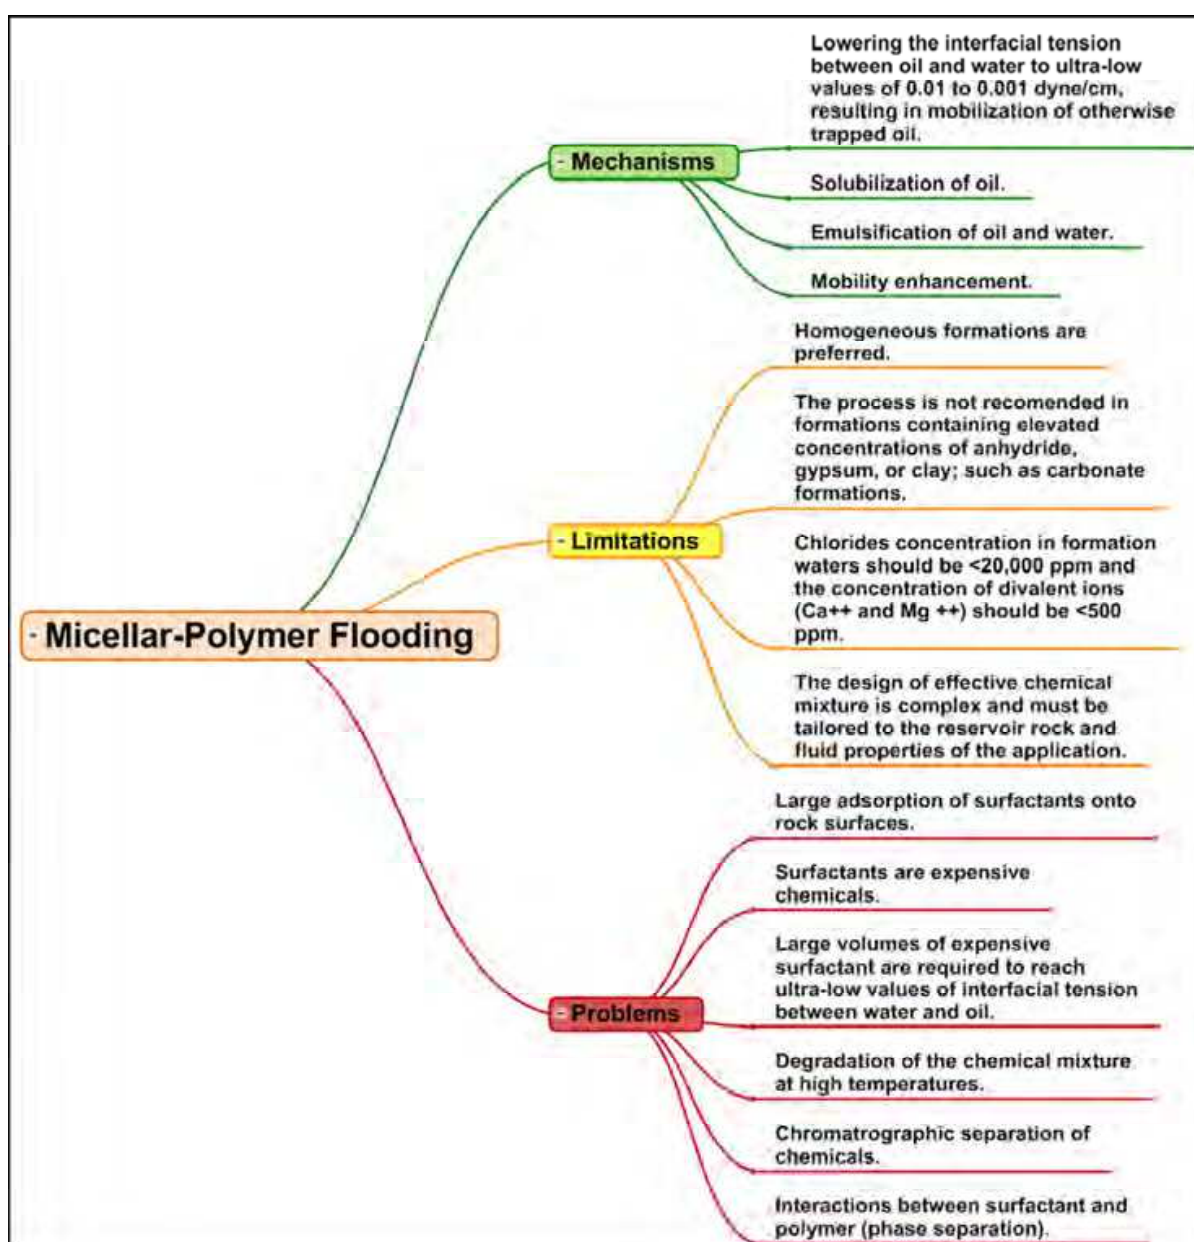 Lowering the interfacial tension
between oil and water to ultra-low
values of 0.01 to 0.001 dyne/cm,
resulting in mobilization of otherwise
trapped oil.
- Mechanisms
Solubilization of oil.
Emulsification of oil and water.
Mobility enhancement.
Homogeneous formations are
preferred.
The process is not recomended in
formations containing elevated
concentrations of anhydride,
gypsum, or clay; such as carbonate
formations.
- Limitations
Chlorides concentration in formation
waters should be <20,000 ppm and
the concentration of divalent ions
(Ca++ and Mg ++) should be <500
ppm.
- Micellar-Polymer Flooding
The design of effective chemical
mixture is complex and must be
tailored to the reservoir rock and
fluid properties of the application.
Large adsorption of surfactants onto
rock surfaces.
Surfactants are expensive
chemicals.
Large volumes of expensive
surfactant are required to reach
ultra-low values of interfacial tension
between water and oil.
- Problems
Degradation of the chemical mixture
at high temperatures.
Chromatrographic separation of
chemicals.
Interactions between surfactant and
polymer (phase separation).